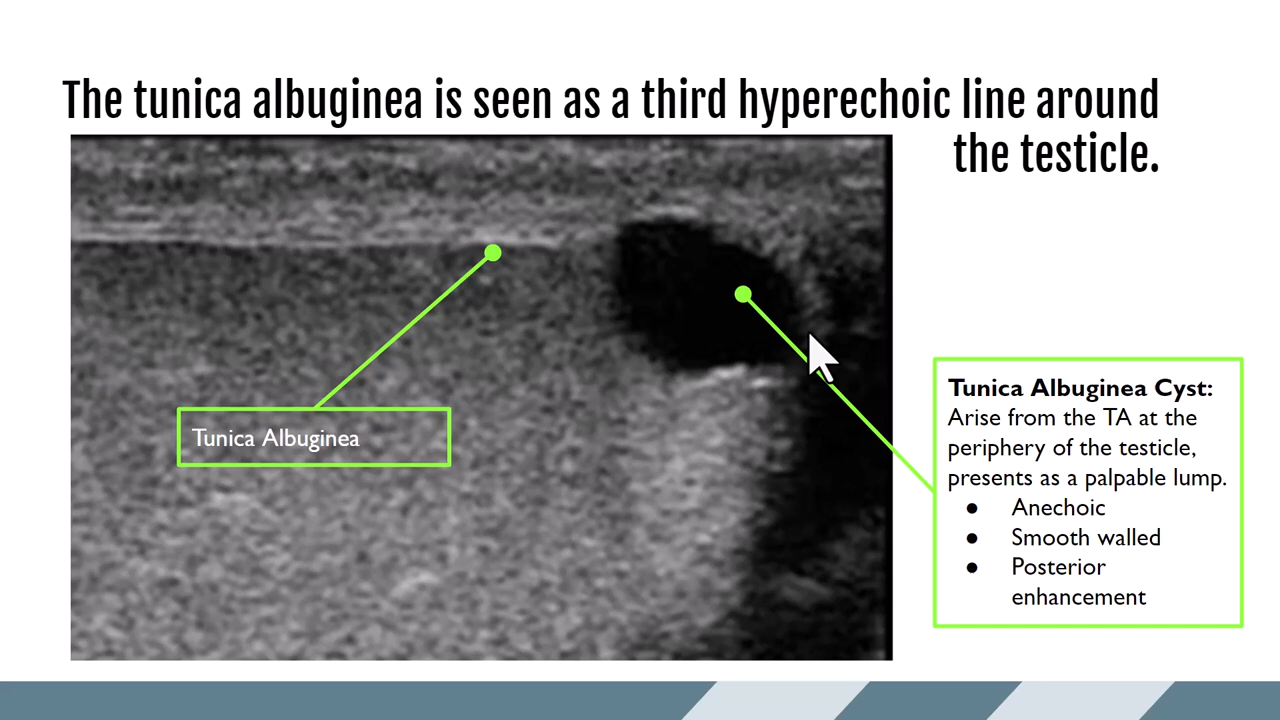 The tunica albuginea is seen as a third hyperechoic line around
the testicle.
Tunica Albuginea
Tunica Albuginea Cyst:
Arise from the TA at the
periphery of the testicle,
presents as a palpable lump.
● Anechoic
● Smooth walled
● Posterior
enhancement